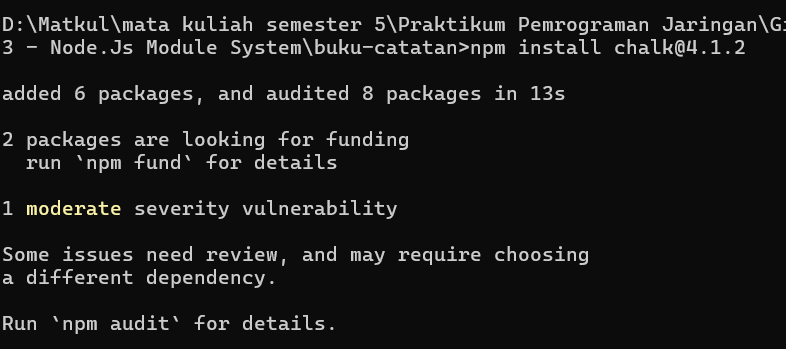 D:\Matkul\mata kuliah semester 5\Praktikum Pemrograman Jaringan\Gi
3 - Node.Js Module System\buku-catatan>npm install chalk@4.1.2
added 6 packages, and audited 8 packages in 13s
2 packages are looking for funding
  run `npm fund` for details
1 moderate severity vulnerability
Some issues need review, and may require choosing
a different dependency.
Run `npm audit` for details.